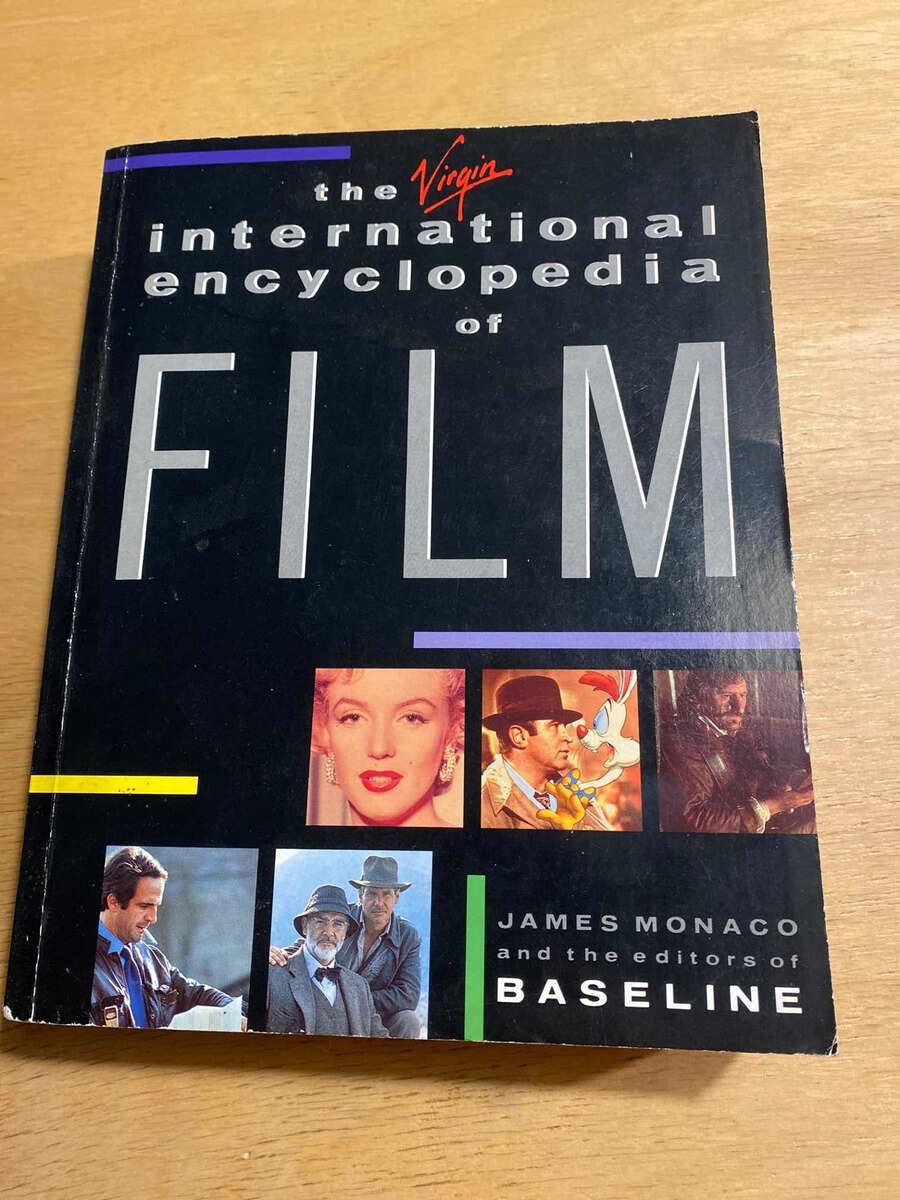 the Virgin
international
encyclopedia
of
FILM
JAMES MONACO
and the editors of
BASELINE